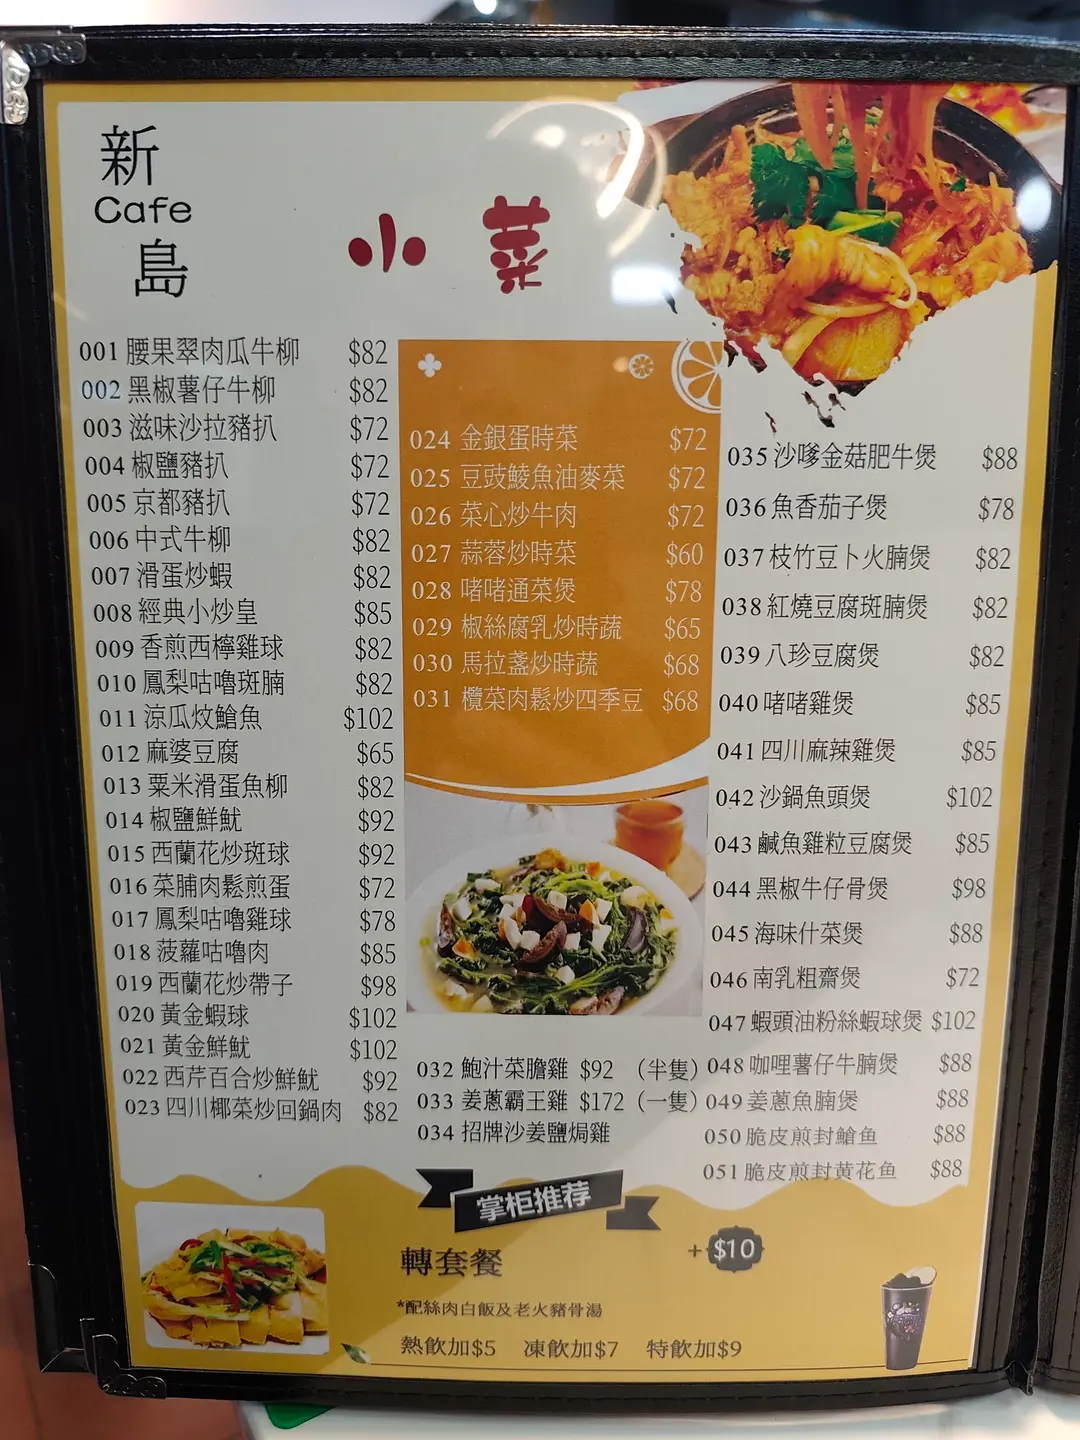 新
Cafe
島
小菜
001 腰果翠肉瓜牛柳 $82
002 黑椒薯仔牛柳 $82
003 滋味沙拉豬扒 $72
004 椒鹽豬扒 $72
005 京都豬扒 $72
006 中式牛柳 $82
007 滑蛋炒蝦 $82
008 經典小炒皇 $85
009 香煎西檸雞球 $82
010 鳳梨咕嚕斑腩 $82
011 涼瓜炆鎗魚 $102
012 麻婆豆腐 $65
013 粟米滑蛋魚柳 $82
014 椒鹽鮮魷 $92
015 西蘭花炒斑球 $92
016 菜脯肉鬆煎蛋 $72
017 鳳梨咕嚕雞球 $78
018 菠蘿咕嚕肉 $85
019 西蘭花炒帶子 $98
020 黃金蝦球 $102
021 黃金鮮魷 $102
022 西芹百合炒鮮魷 $92
023 四川椰菜炒回鍋肉 $82
024 金銀蛋時菜 $72
025 豆豉鯪魚油麥菜 $72
026 菜心炒牛肉 $72
027 蒜蓉炒時菜 $60
028 啫啫通菜煲 $78
029 椒絲腐乳炒時蔬 $65
030 馬拉盞炒時蔬 $68
031 欖菜肉鬆炒四季豆 $68
032 鮑汁菜膽雞 $92 （半隻）
033 姜蔥霸王雞 $172（一隻）
034 招牌沙姜鹽焗雞
035 沙嗲金菇肥牛煲 $88
036 魚香茄子煲 $78
037 枝竹豆卜火腩煲 $82
038 紅燒豆腐斑腩煲 $82
039 八珍豆腐煲 $82
040 啫啫雞煲 $85
041 四川麻辣雞煲 $85
042 沙鍋魚頭煲 $102
043 鹹魚雞粒豆腐煲 $85
044 黑椒牛仔骨煲 $98
045 海味什菜煲 $88
046 南乳粗齋煲 $72
047 蝦頭油粉絲蝦球煲 $102
048 咖哩薯仔牛腩煲 $88
049 姜蔥魚腩煲 $88
050 脆皮煎封鎗鱼 $88
051 脆皮煎封黄花鱼 $88
掌柜推荐
轉套餐 +$10
*配絲肉白飯及老火豬骨湯
熱飲加$5 凍飲加$7 特飲加$9